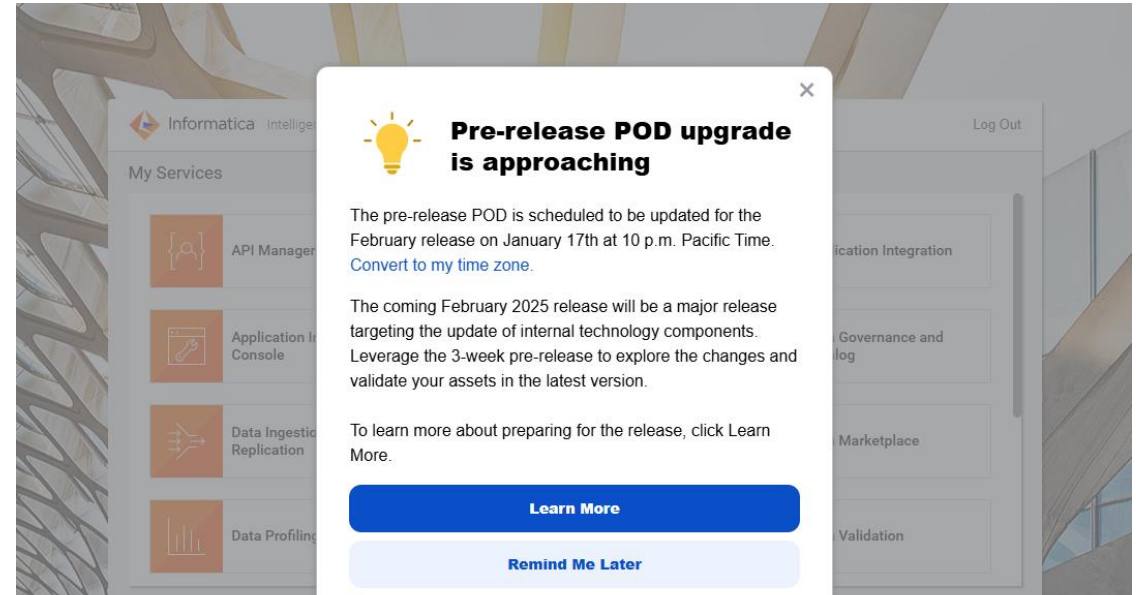 Informatica
Log Out
My Services
Pre-release POD upgrade
is approaching
The pre-release POD is scheduled to be updated for the
February release on January 17th at 10 p.m. Pacific Time.
Convert to my time zone.
The coming February 2025 release will be a major release
targeting the update of internal technology components.
Leverage the 3-week pre-release to explore the changes and
validate your assets in the latest version.
To learn more about preparing for the release, click Learn
More.
Learn More
Remind Me Later
API Manager
Integration
Application
Console
Governance and
Data
Replication
Marketplace
Data Profiling
Validation